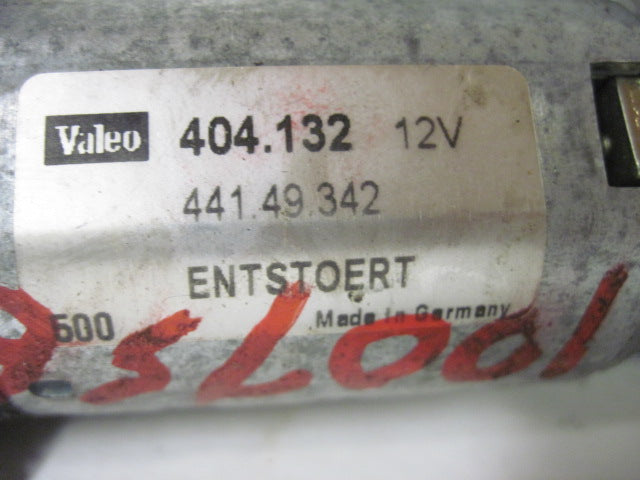 Valeo 404.132 12V
441.49.342
ENTSTOERT
500 Made in Germany